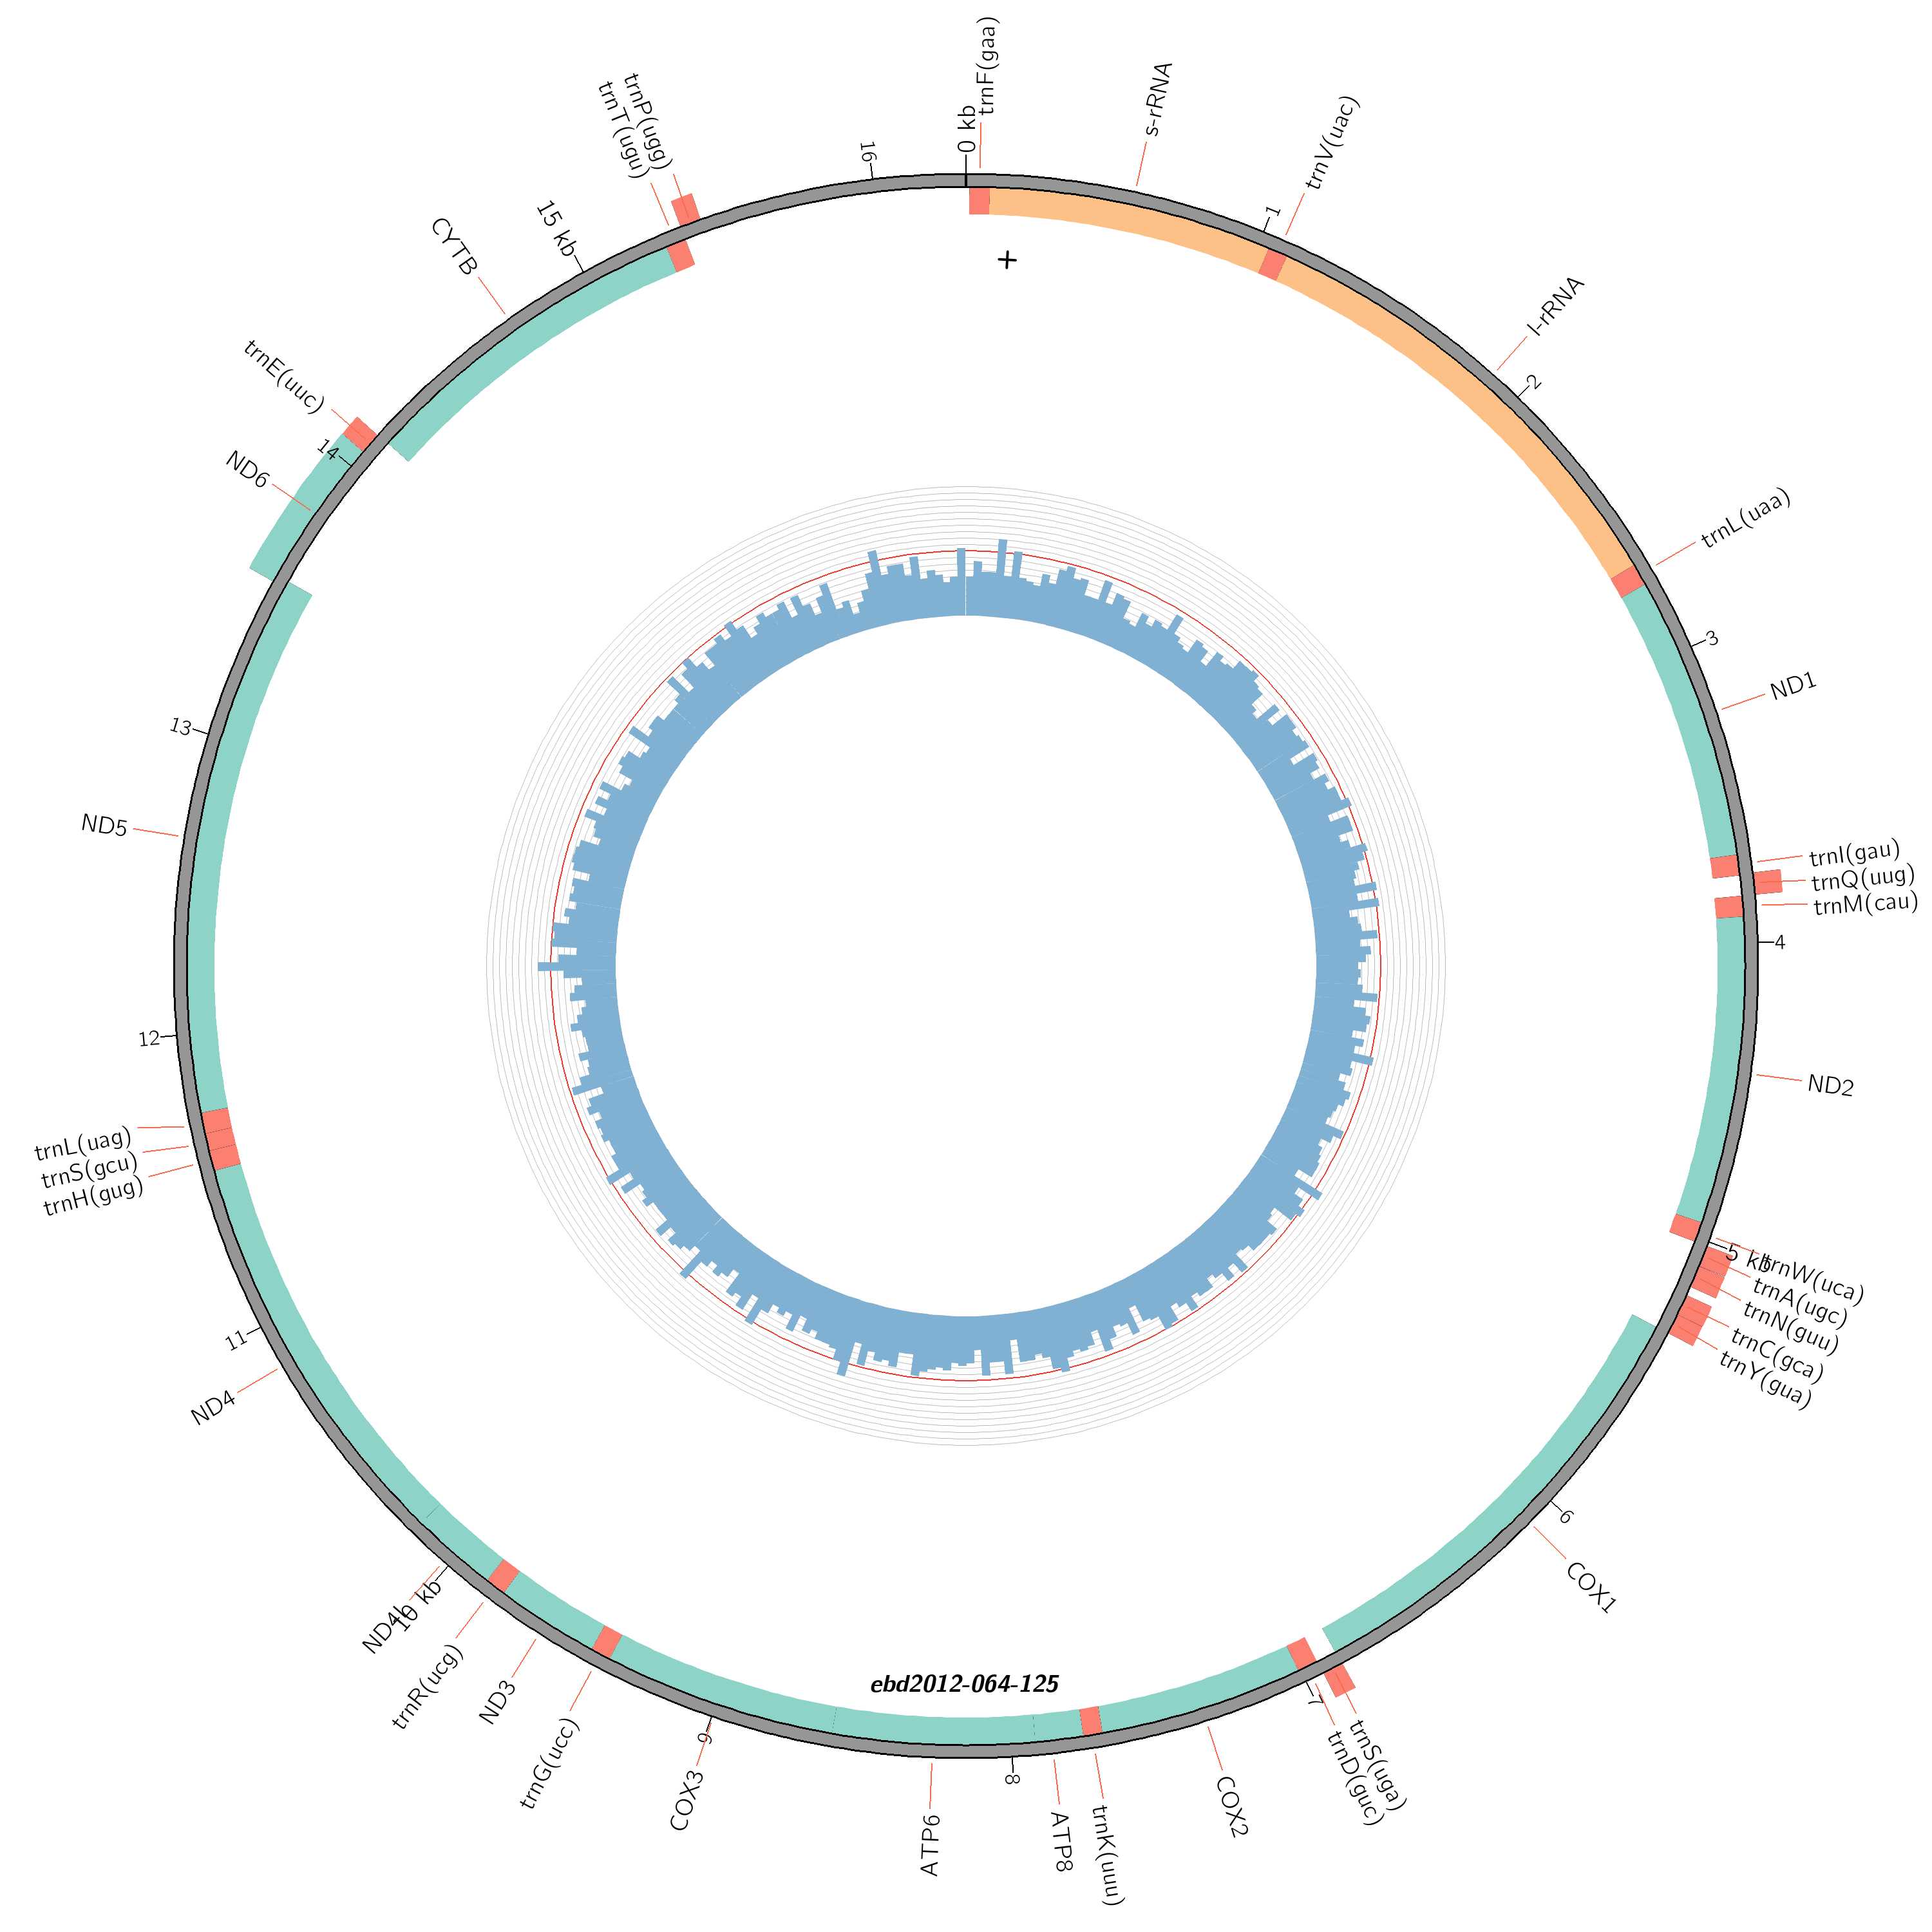 0 kb
trnF(gaa)
s-rRNA
1
trnV(uac)
l-rRNA
2
trnL(uaa)
3
ND1
trnI(gau)
trnQ(uug)
trnM(cau)
4
ND2
5 kb
trnW(uca)
trnA(ugc)
trnN(guu)
trnC(gca)
trnY(gua)
6
COX1
trnS(uga)
trnD(guc)
7
COX2
trnK(uuu)
ATP8
8
ATP6
COX3
9
trnG(ucc)
ND3
trnR(ucg)
ND4L
10 kb
ND4
11
trnH(gug)
trnS(gcu)
trnL(uag)
12
ND5
13
ND6
14
trnE(uuc)
CYTB
15 kb
trnT(ugu)
trnP(ugg)
16
+
ebd2012-064-125